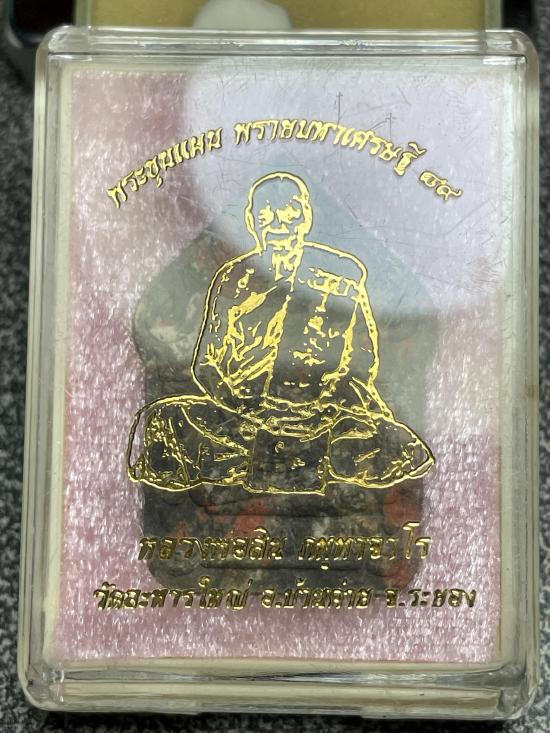 พระขุนแผน พรายมหาเศรษฐี ๙๙
หลวงพ่อสิน ภทฺทาจาโร
วัดละหารใหญ่ อ.บ้านค่าย จ.ระยอง